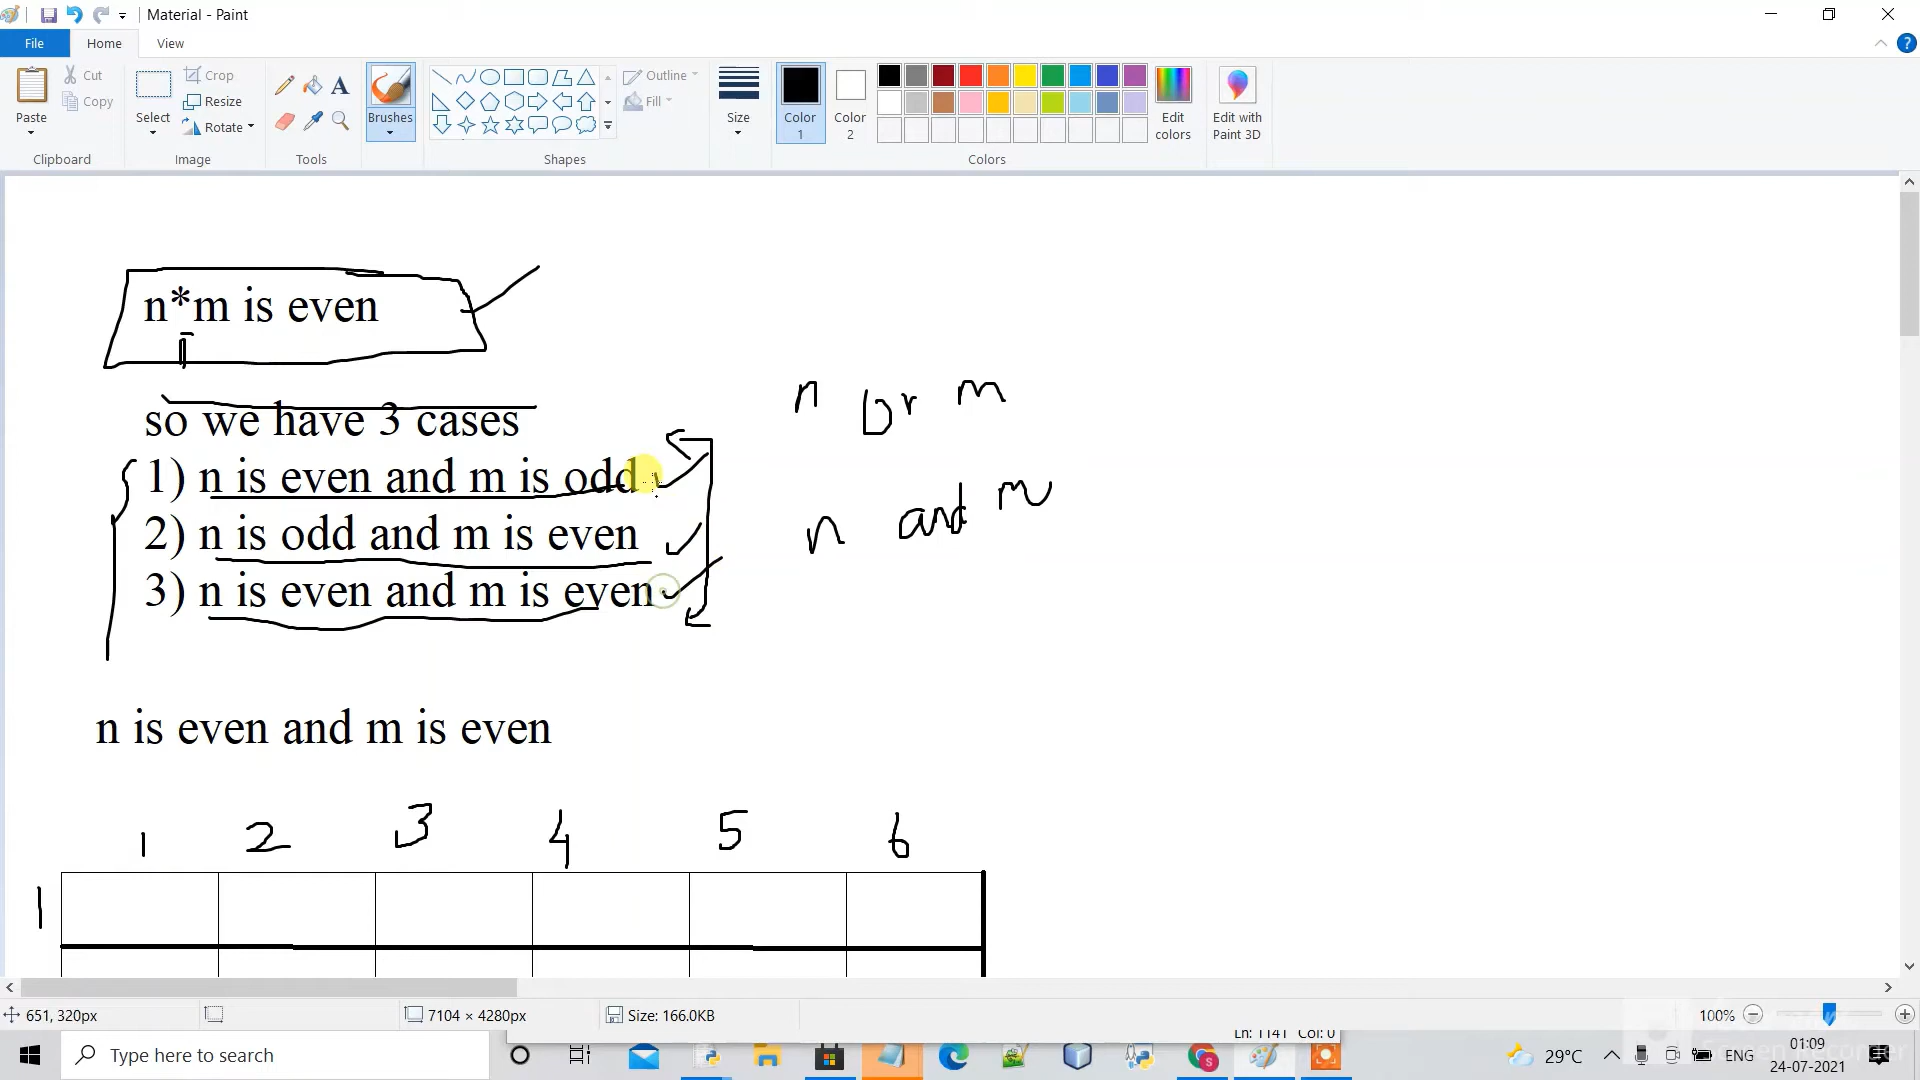 Material - Paint
File Home View
Paste
Cut
Copy
Clipboard
Select
Crop
Resize
Rotate
Image
A
Tools
Brushes
Outline
Fill
Shapes
Size
Color 1
Color 2
Edit colors
Colors
Edit with Paint 3D
n*m is even
so we have 3 cases
1) n is even and m is odd
2) n is odd and m is even
3) n is even and m is even
n or m
n and m
n is even and m is even
1 2 3 4 5 6
1
651, 320px
7104 × 4280px
Size: 166.0KB
100%
Ln: 1141 Col: 0
Type here to search
29°C
ENG
01:09
24-07-2021